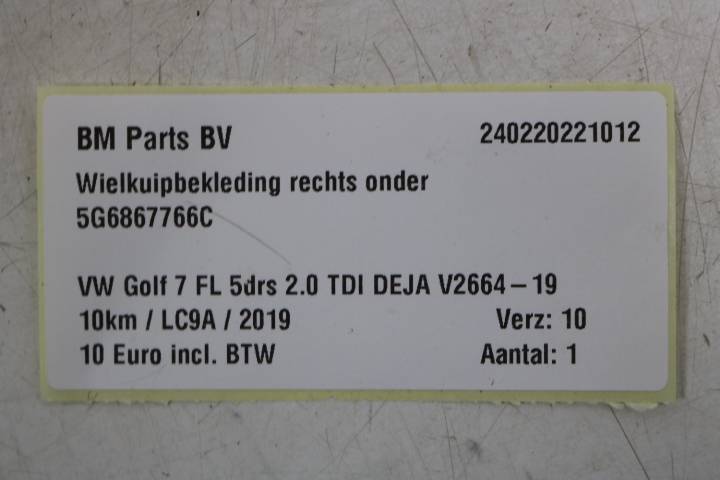 BM Parts BV 240220221012
Wielkuipbekleding rechts onder
5G6867766C
VW Golf 7 FL 5drs 2.0 TDI DEJA V2664-19
10km / LC9A / 2019 Verz: 10
10 Euro incl. BTW Aantal: 1